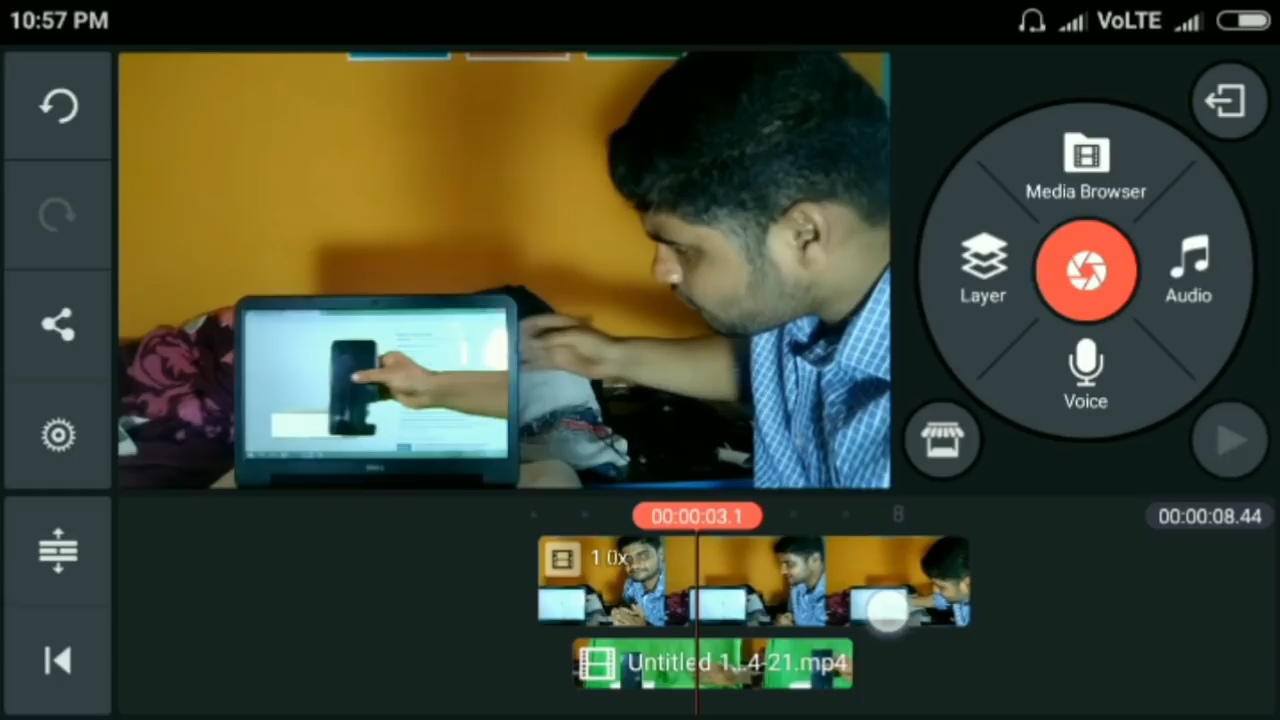 10:57 PM
VoLTE
Media Browser
Layer
Audio
Voice
00:00:03.1
8
00:00:08.44
1.0x
Untitled 1...4-21.mp4